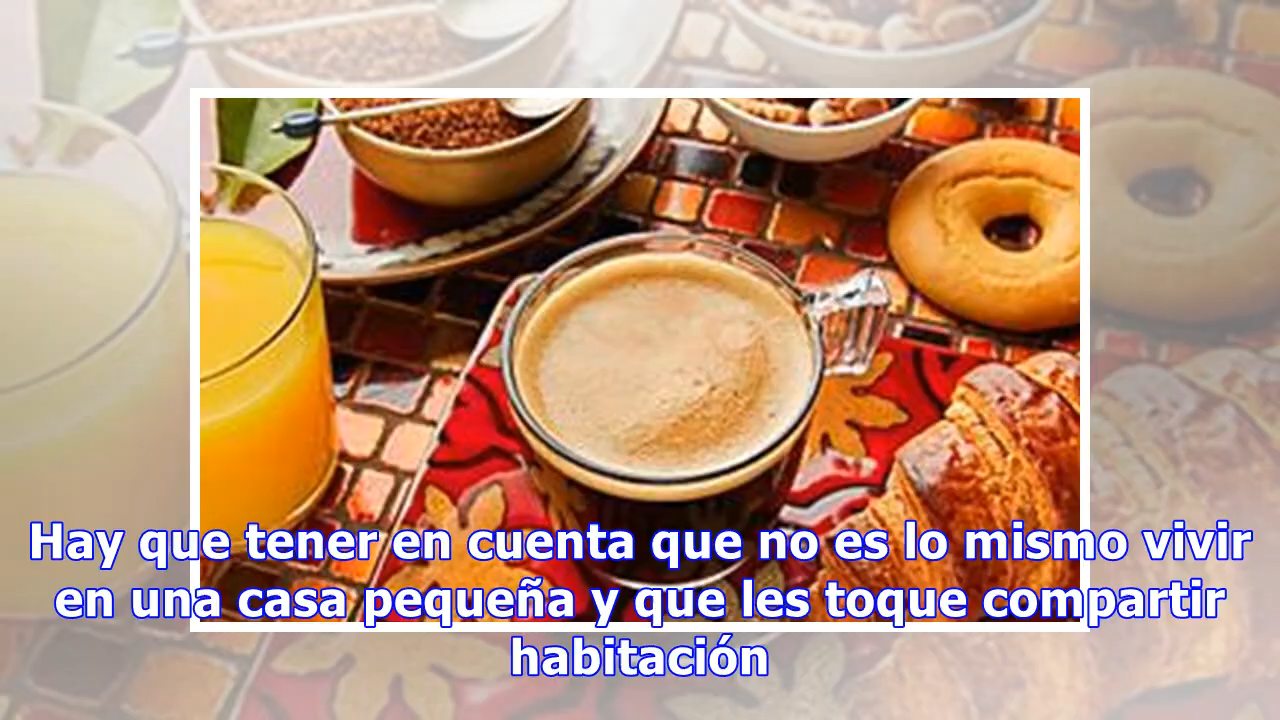 Hay que tener en cuenta que no es lo mismo vivir
en una casa pequeña y que les toque compartir
habitación